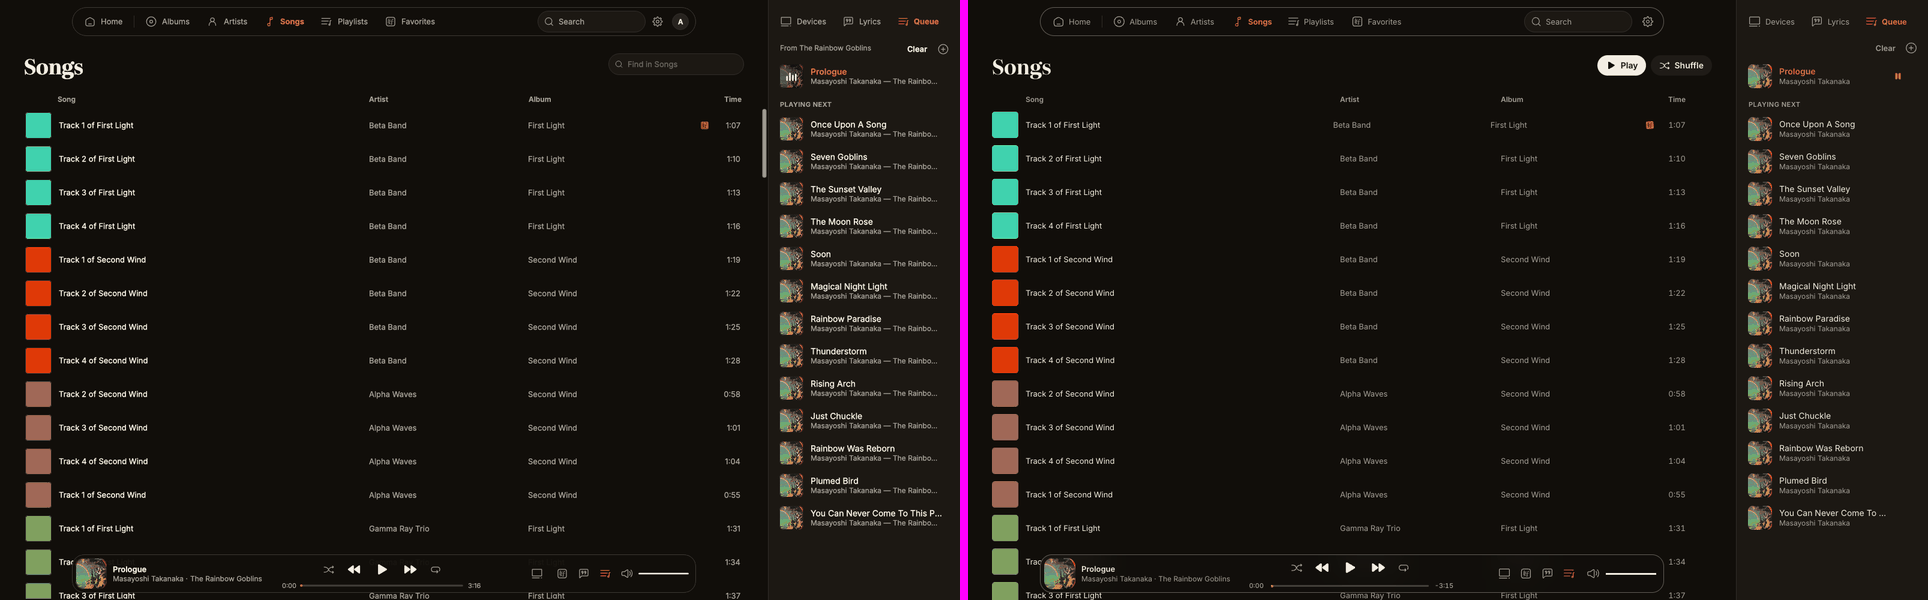 Home Albums Artists Songs Playlists Favorites Search A
Songs
Find in Songs
Song Artist Album Time
Track 1 of First Light Beta Band First Light 1:07
Track 2 of First Light Beta Band First Light 1:10
Track 3 of First Light Beta Band First Light 1:13
Track 4 of First Light Beta Band First Light 1:16
Track 1 of Second Wind Beta Band Second Wind 1:19
Track 2 of Second Wind Beta Band Second Wind 1:22
Track 3 of Second Wind Beta Band Second Wind 1:25
Track 4 of Second Wind Beta Band Second Wind 1:28
Track 2 of Second Wind Alpha Waves Second Wind 0:58
Track 3 of Second Wind Alpha Waves Second Wind 1:01
Track 4 of Second Wind Alpha Waves Second Wind 1:04
Track 1 of Second Wind Alpha Waves Second Wind 0:55
Track 1 of First Light Gamma Ray Trio First Light 1:31
1:34
Track 3 of First Light Gamma Ray Trio First Light 1:37
Prologue
Masayoshi Takanaka · The Rainbow Goblins
0:00 3:16
Devices Lyrics Queue
From The Rainbow Goblins Clear
Prologue
Masayoshi Takanaka — The Rainbo...
PLAYING NEXT
Once Upon A Song
Masayoshi Takanaka — The Rainbo...
Seven Goblins
Masayoshi Takanaka — The Rainbo...
The Sunset Valley
Masayoshi Takanaka — The Rainbo...
The Moon Rose
Masayoshi Takanaka — The Rainbo...
Soon
Masayoshi Takanaka — The Rainbo...
Magical Night Light
Masayoshi Takanaka — The Rainbo...
Rainbow Paradise
Masayoshi Takanaka — The Rainbo...
Thunderstorm
Masayoshi Takanaka — The Rainbo...
Rising Arch
Masayoshi Takanaka — The Rainbo...
Just Chuckle
Masayoshi Takanaka — The Rainbo...
Rainbow Was Reborn
Masayoshi Takanaka — The Rainbo...
Plumed Bird
Masayoshi Takanaka — The Rainbo...
You Can Never Come To This P...
Masayoshi Takanaka — The Rainbo...
Home Albums Artists Songs Playlists Favorites Search
Songs
Play Shuffle
Song Artist Album Time
Track 1 of First Light Beta Band First Light 1:07
Track 2 of First Light Beta Band First Light 1:10
Track 3 of First Light Beta Band First Light 1:13
Track 4 of First Light Beta Band First Light 1:16
Track 1 of Second Wind Beta Band Second Wind 1:19
Track 2 of Second Wind Beta Band Second Wind 1:22
Track 3 of Second Wind Beta Band Second Wind 1:25
Track 4 of Second Wind Beta Band Second Wind 1:28
Track 2 of Second Wind Alpha Waves Second Wind 0:58
Track 3 of Second Wind Alpha Waves Second Wind 1:01
Track 4 of Second Wind Alpha Waves Second Wind 1:04
Track 1 of Second Wind Alpha Waves Second Wind 0:55
Track 1 of First Light Gamma Ray Trio First Light 1:31
1:34
Track 3 of First Light Gamma Ray Trio First Light 1:37
Prologue
Masayoshi Takanaka · The Rainbow Goblins
0:00 -3:15
Devices Lyrics Queue
Clear
Prologue
Masayoshi Takanaka
PLAYING NEXT
Once Upon A Song
Masayoshi Takanaka
Seven Goblins
Masayoshi Takanaka
The Sunset Valley
Masayoshi Takanaka
The Moon Rose
Masayoshi Takanaka
Soon
Masayoshi Takanaka
Magical Night Light
Masayoshi Takanaka
Rainbow Paradise
Masayoshi Takanaka
Thunderstorm
Masayoshi Takanaka
Rising Arch
Masayoshi Takanaka
Just Chuckle
Masayoshi Takanaka
Rainbow Was Reborn
Masayoshi Takanaka
Plumed Bird
Masayoshi Takanaka
You Can Never Come To ...
Masayoshi Takanaka